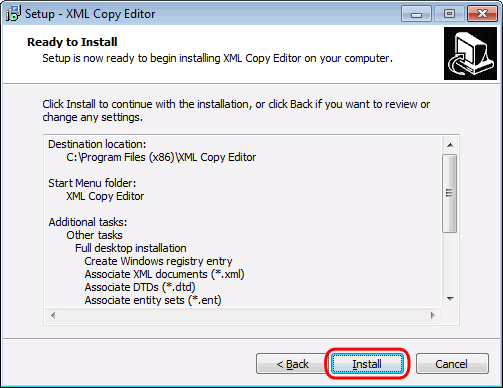 Setup - XML Copy Editor
Ready to Install
Setup is now ready to begin installing XML Copy Editor on your computer.
Click Install to continue with the installation, or click Back if you want to review or
change any settings.
Destination location:
C:\Program Files (x86)\XML Copy Editor
Start Menu folder:
XML Copy Editor
Additional tasks:
Other tasks
Full desktop installation
Create Windows registry entry
Associate XML documents (*.xml)
Associate DTDs (*.dtd)
Associate entity sets (*.ent)
< Back
Install
Cancel